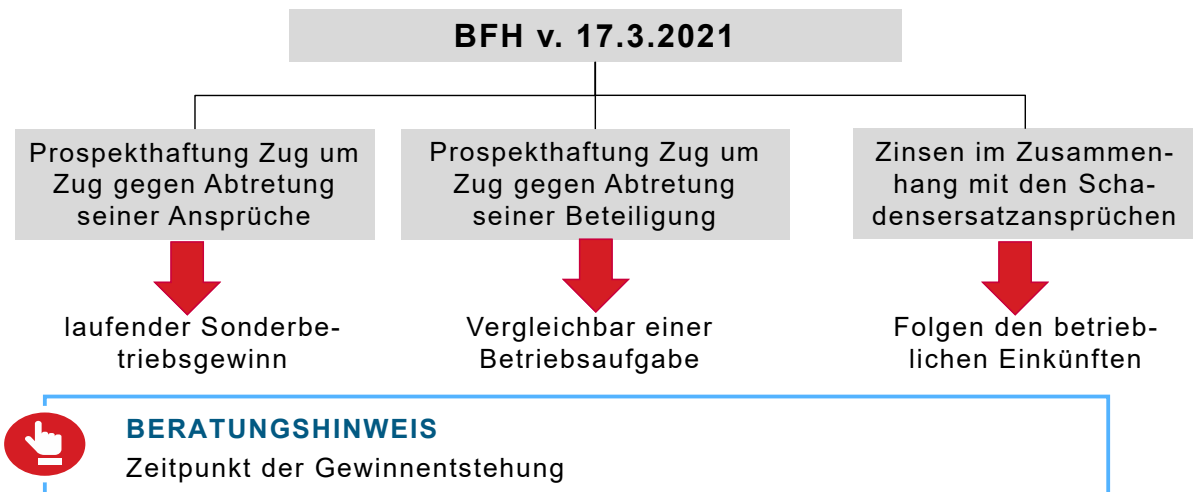 BFH v. 17.3.2021
Prospekthaftung Zug um
Zug gegen Abtretung
seiner Ansprüche
Prospekthaftung Zug um
Zug gegen Abtretung
seiner Beteiligung
Zinsen im Zusammen-
hang mit den Scha-
densersatzansprüchen
laufender Sonderbe-
triebsgewinn
Vergleichbar einer
Betriebsaufgabe
Folgen den betrieb-
lichen Einkünften
BERATUNGSHINWEIS
Zeitpunkt der Gewinnentstehung